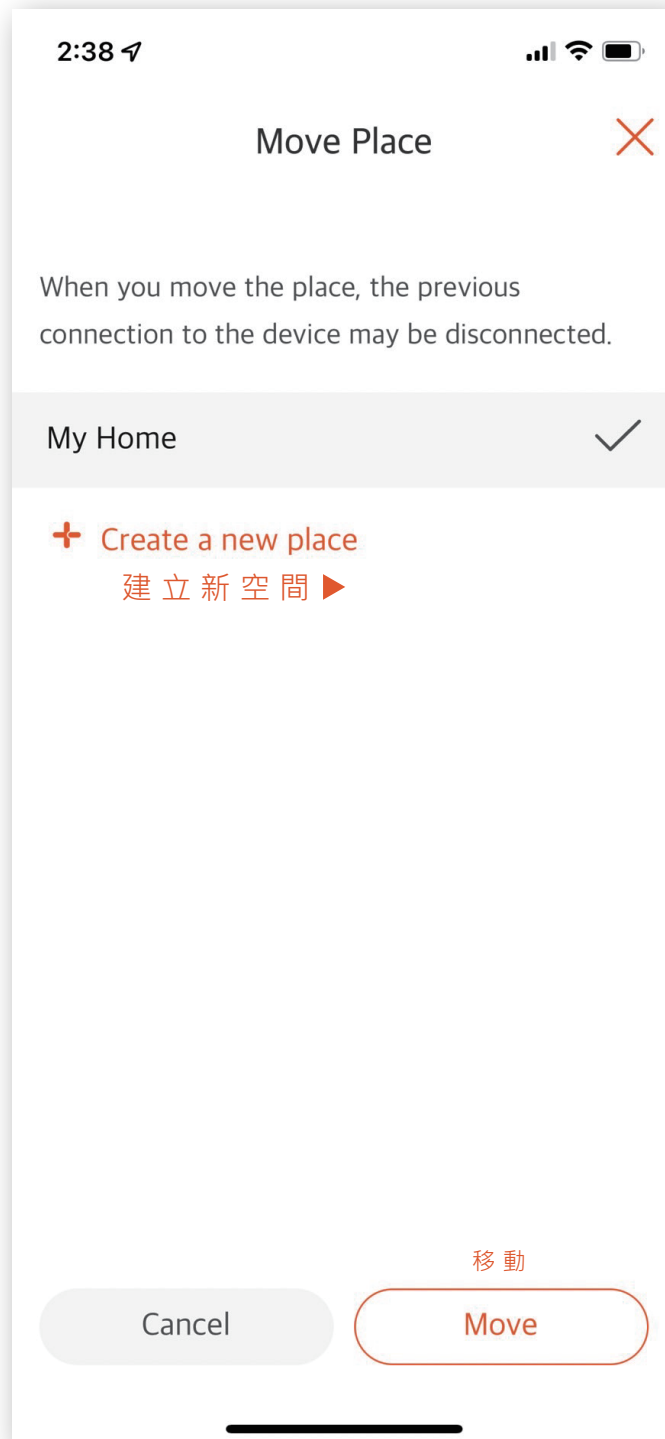 2:38
Move Place
When you move the place, the previous
connection to the device may be disconnected.
My Home
Create a new place
建立新空間
移動
Cancel
Move